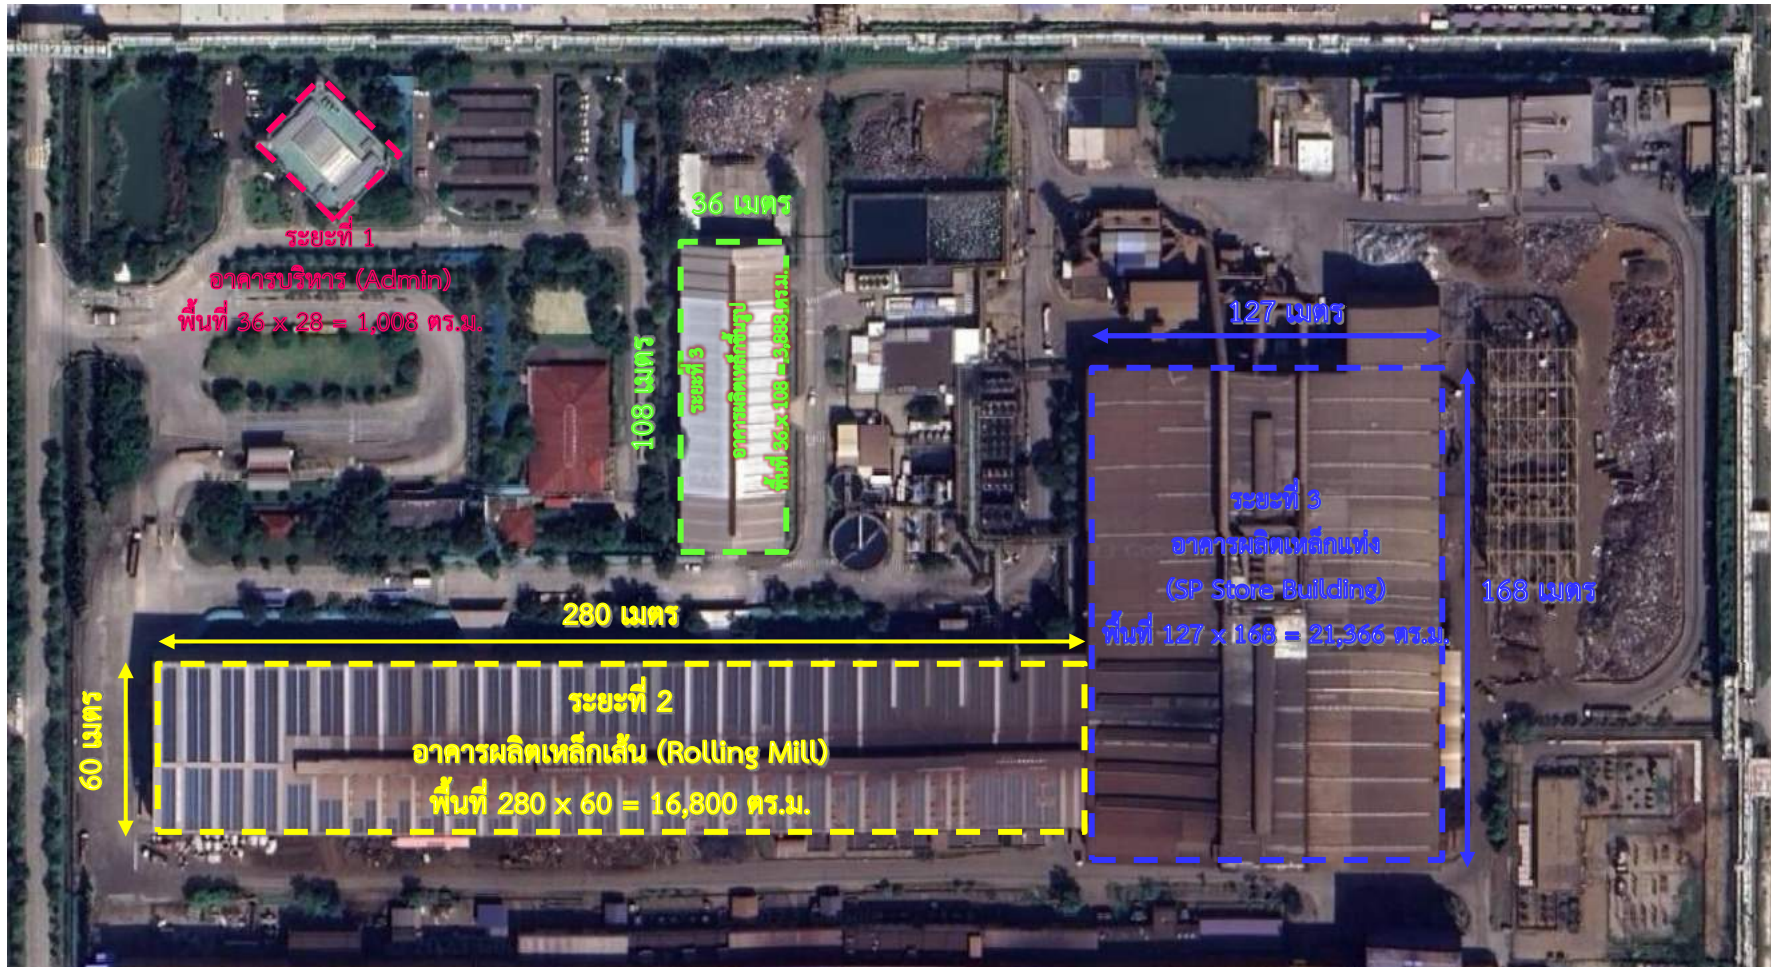 ระยะที่ 1
อาคารบริหาร (Admin)
พื้นที่ 36 x 28 = 1,008 ตร.ม.
36 เมตร
108 เมตร
ระยะที่ 3
อาคารผลิตเหล็กขึ้นรูป
พื้นที่ 36 x 108 = 3,888 ตร.ม.
127 เมตร
ระยะที่ 3
อาคารผลิตเหล็กแท่ง
(SP Store Building)
พื้นที่ 127 x 168 = 21,366 ตร.ม.
168 เมตร
280 เมตร
60 เมตร
ระยะที่ 2
อาคารผลิตเหล็กเส้น (Rolling Mill)
พื้นที่ 280 x 60 = 16,800 ตร.ม.